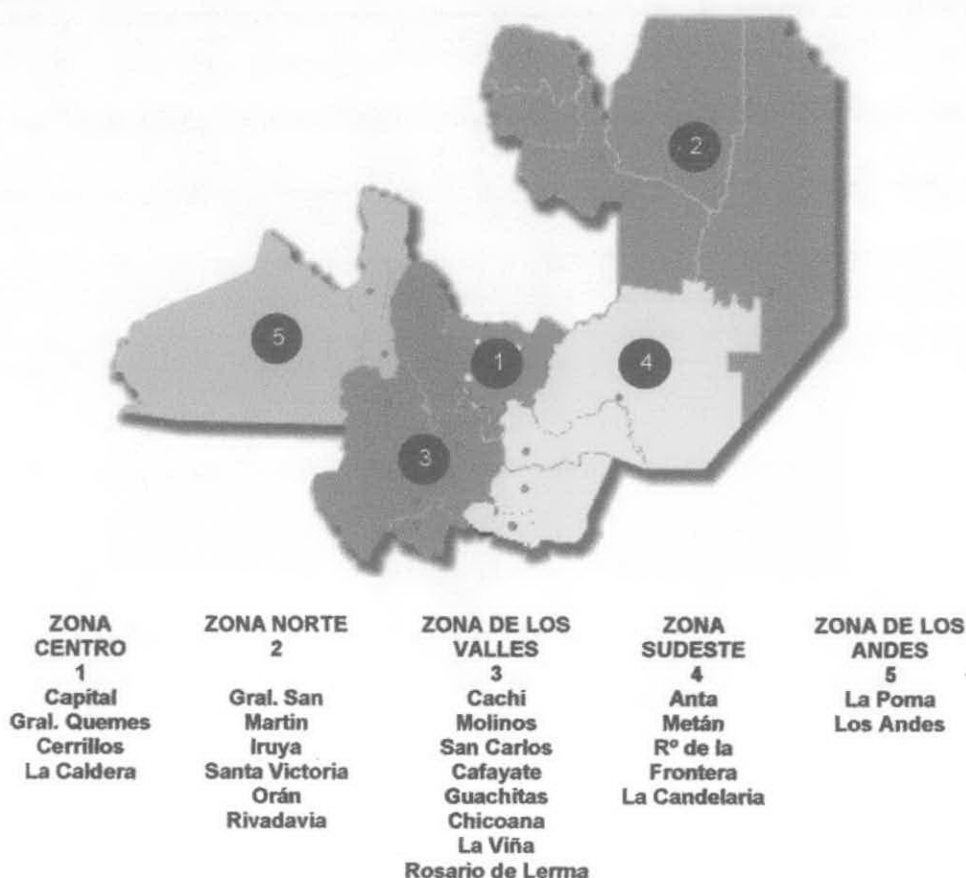 2
5
1
4
3
ZONA
CENTRO
1
Capital
Gral. Quemes
Cerrillos
La Caldera
ZONA NORTE
2
Gral. San
Martin
Iruya
Santa Victoria
Orán
Rivadavia
ZONA DE LOS
VALLES
3
Cachi
Molinos
San Carlos
Cafayate
Guachitas
Chicoana
La Viña
Rosario de Lerma
ZONA
SUDESTE
4
Anta
Metán
Rº de la
Frontera
La Candelaria
ZONA DE LOS
ANDES
5
La Poma
Los Andes